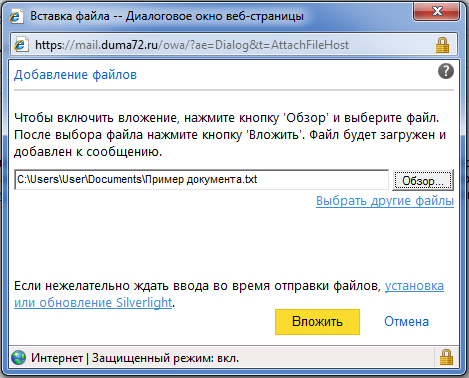 Вставка файла -- Диалоговое окно веб-страницы
https://mail.duma72.ru/owa/?ae=Dialog&t=AttachFileHost
Добавление файлов
Чтобы включить вложение, нажмите кнопку 'Обзор' и выберите файл.
После выбора файла нажмите кнопку 'Вложить'. Файл будет загружен и
добавлен к сообщению.
C:\Users\User\Documents\Пример документа.txt Обзор...
Выбрать другие файлы
Если нежелательно ждать ввода во время отправки файлов, установка
или обновление Silverlight.
Вложить Отмена
Интернет | Защищенный режим: вкл.